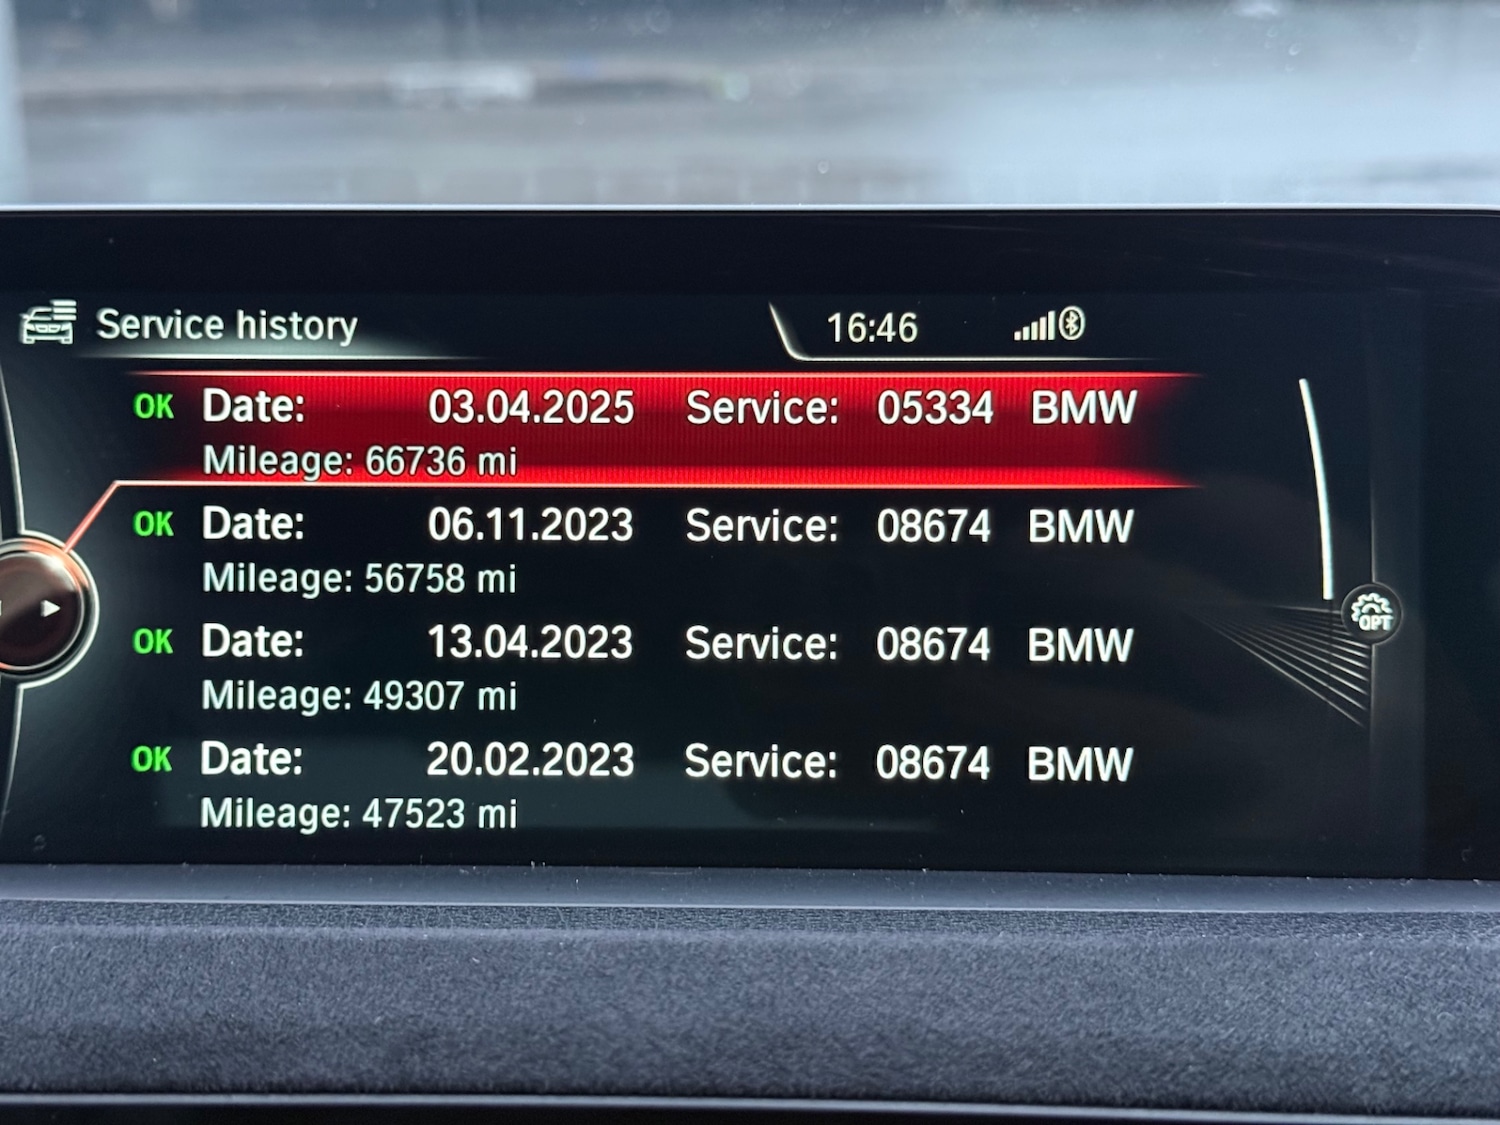 Service history 16:46
OK Date: 03.04.2025 Service: 05334 BMW
Mileage: 66736 mi
OK Date: 06.11.2023 Service: 08674 BMW
Mileage: 56758 mi
OK Date: 13.04.2023 Service: 08674 BMW
Mileage: 49307 mi
OPT
OK Date: 20.02.2023 Service: 08674 BMW
Mileage: 47523 mi